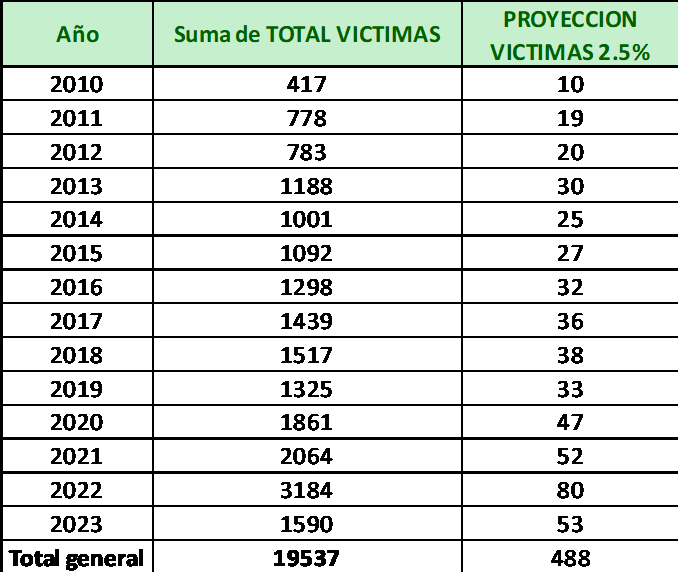 Año Suma de TOTAL VICTIMAS PROYECCION
VICTIMAS 2.5%
2010 417 10
2011 778 19
2012 783 20
2013 1188 30
2014 1001 25
2015 1092 27
2016 1298 32
2017 1439 36
2018 1517 38
2019 1325 33
2020 1861 47
2021 2064 52
2022 3184 80
2023 1590 53
Total general 19537 488